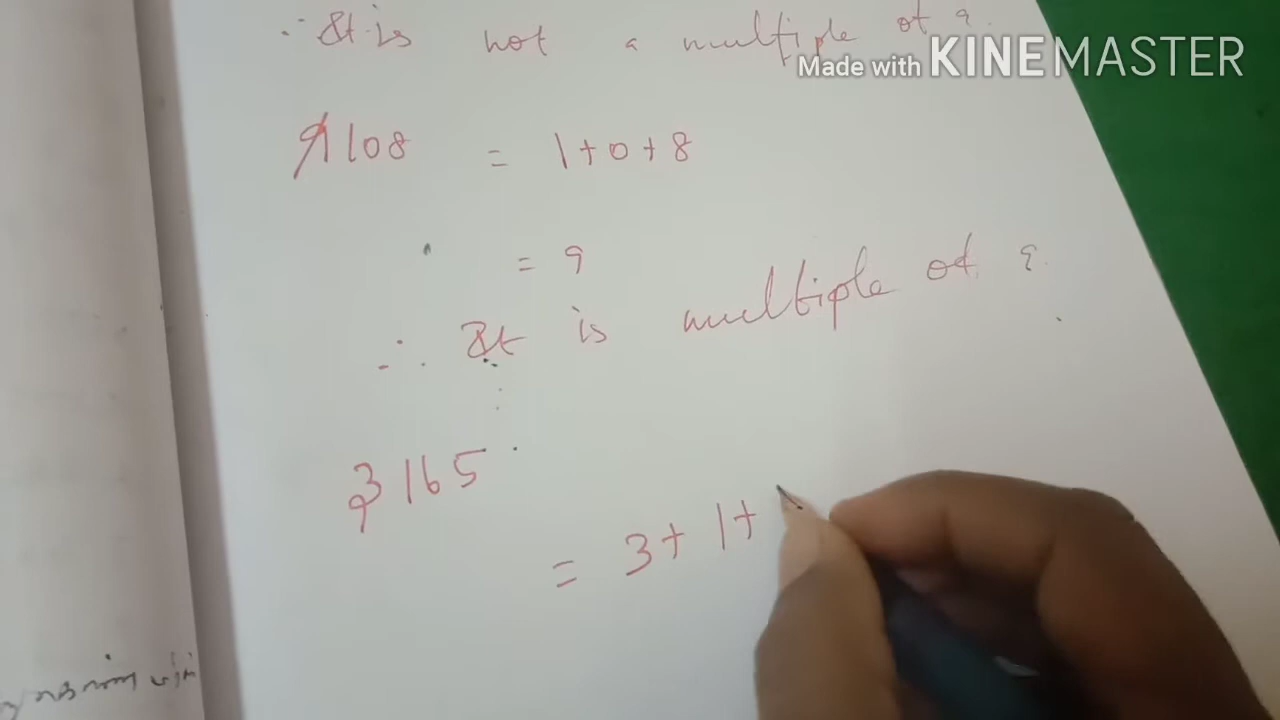 ∴ It is not a multiple of 9.
Made with KINEMASTER
108 = 1+0+8
= 9
∴ It is multiple of 9.
3165
= 3+ 1+